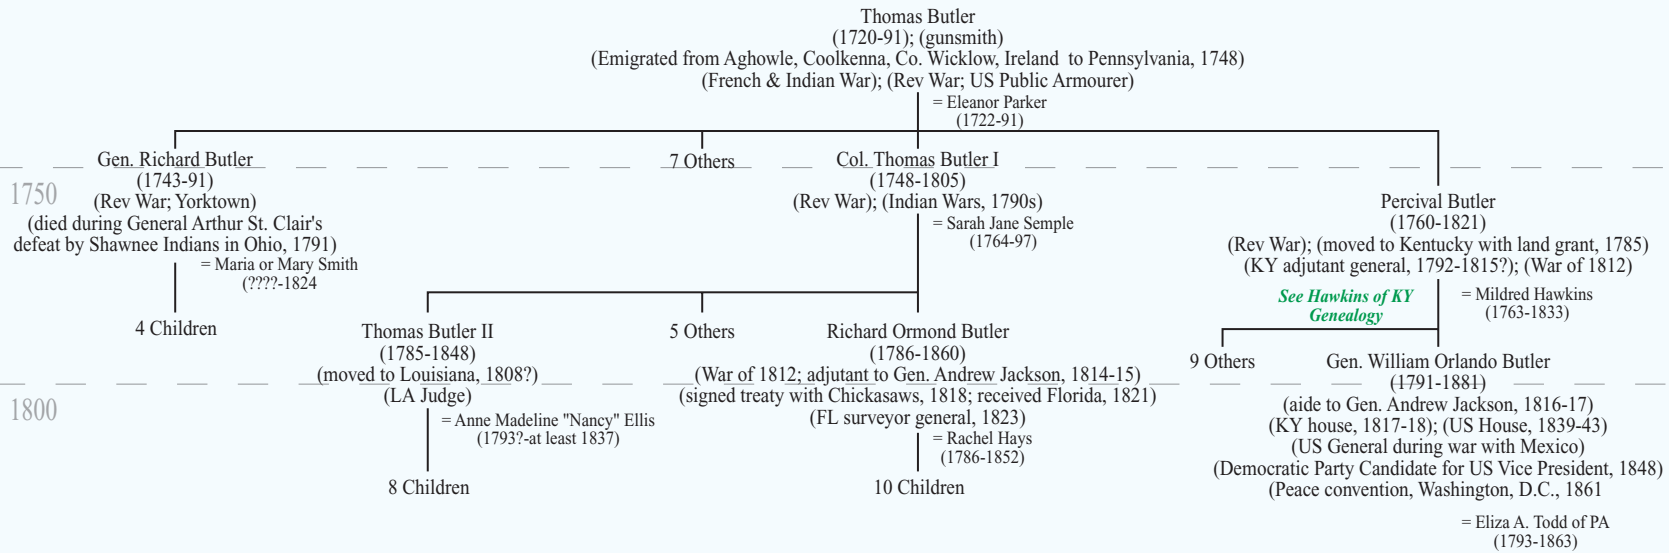 Thomas Butler
(1720-91); (gunsmith)
(Emigrated from Aghowle, Coolkenna, Co. Wicklow, Ireland to Pennsylvania, 1748)
(French & Indian War); (Rev War; US Public Armourer)
= Eleanor Parker
(1722-91)
Gen. Richard Butler
(1743-91)
(Rev War; Yorktown)
(died during General Arthur St. Clair's
defeat by Shawnee Indians in Ohio, 1791)
= Maria or Mary Smith
(????-1824
4 Children
7 Others
Col. Thomas Butler I
(1748-1805)
(Rev War); (Indian Wars, 1790s)
= Sarah Jane Semple
(1764-97)
Percival Butler
(1760-1821)
(Rev War); (moved to Kentucky with land grant, 1785)
(KY adjutant general, 1792-1815?); (War of 1812)
= Mildred Hawkins
(1763-1833)
See Hawkins of KY
Genealogy
1750
Thomas Butler II
(1785-1848)
(moved to Louisiana, 1808?)
(LA Judge)
= Anne Madeline "Nancy" Ellis
(1793?-at least 1837)
8 Children
5 Others
Richard Ormond Butler
(1786-1860)
(War of 1812; adjutant to Gen. Andrew Jackson, 1814-15)
(signed treaty with Chickasaws, 1818; received Florida, 1821)
(FL surveyor general, 1823)
= Rachel Hays
(1786-1852)
10 Children
9 Others
Gen. William Orlando Butler
(1791-1881)
(aide to Gen. Andrew Jackson, 1816-17)
(KY house, 1817-18); (US House, 1839-43)
(US General during war with Mexico)
(Democratic Party Candidate for US Vice President, 1848)
(Peace convention, Washington, D.C., 1861
= Eliza A. Todd of PA
(1793-1863)
1800